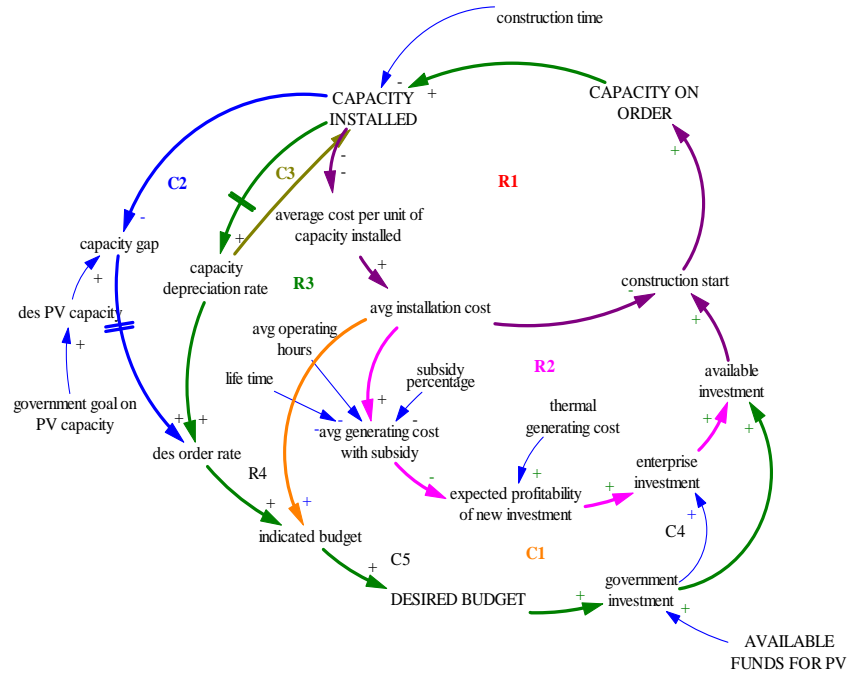 construction time
-
+
CAPACITY
INSTALLED
CAPACITY ON
ORDER
+
-
-
C2
C3
R1
average cost per unit of
capacity installed
-
capacity gap
+
+
capacity
depreciation rate
R3
+
construction start
-
des PV capacity
+
avg installation cost
+
avg operating
hours
R2
subsidy
percentage
available
investment
life time
thermal
generating cost
government goal on
PV capacity
+
+
+
+
+
-
-
avg generating cost
with subsidy
des order rate
-
+
enterprise
investment
R4
expected profitability
of new investment
+
+
+
+
indicated budget
C4
C1
C5
+
government
investment
+
DESIRED BUDGET
+
AVAILABLE
FUNDS FOR PV